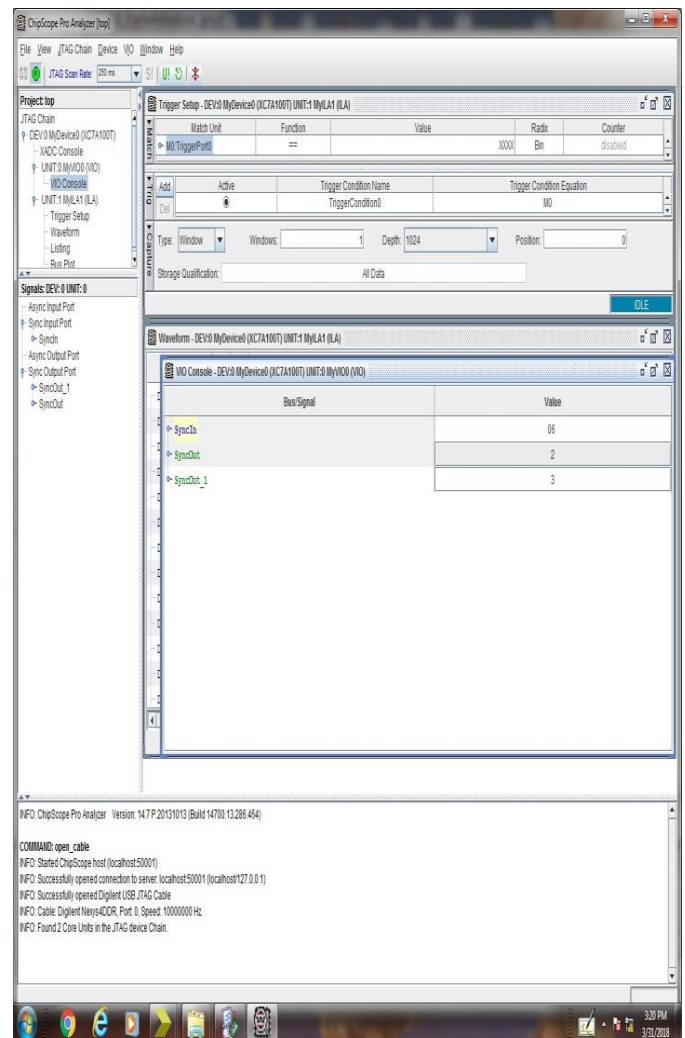 ChipScope Pro Analyzer [top]
File View JTAG Chain Device VIO Window Help
JTAG Scan Rate: 250 ms S! U!
Project: top
JTAG Chain
DEV:0 MyDevice0 (XC7A100T)
XADC Console
UNIT:0 MyVIO0 (VIO)
VIO Console
UNIT:1 MyILA1 (ILA)
Trigger Setup
Waveform
Listing
Bus Plot
Signals: DEV: 0 UNIT: 0
Async Input Port
Sync Input Port
SyncIn
Async Output Port
Sync Output Port
SyncOut_1
SyncOut
Trigger Setup - DEV:0 MyDevice0 (XC7A100T) UNIT:1 MyILA1 (ILA)
Match
Match Unit Function Value Radix Counter
M0:TriggerPort0 == XXXX Bin disabled
Trig
Add Active Trigger Condition Name Trigger Condition Equation
Del TriggerCondition0 M0
Capture
Type: Window Windows: 1 Depth: 1024 Position: 0
Storage Qualification: All Data
IDLE
Waveform - DEV:0 MyDevice0 (XC7A100T) UNIT:1 MyILA1 (ILA)
VIO Console - DEV:0 MyDevice0 (XC7A100T) UNIT:0 MyVIO0 (VIO)
Bus/Signal Value
SyncIn 06
SyncOut 2
SyncOut_1 3
INFO: ChipScope Pro Analyzer Version: 14.7 P.20131013 (Build 14700.13.286.464)
COMMAND: open_cable
INFO: Started ChipScope host (localhost:50001)
INFO: Successfully opened connection to server: localhost:50001 (localhost/127.0.0.1)
INFO: Successfully opened Digilent USB JTAG Cable
INFO: Cable: Digilent Nexys4DDR, Port: 0, Speed: 10000000 Hz
INFO: Found 2 Core Units in the JTAG device Chain.
3:20 PM
3/31/2018